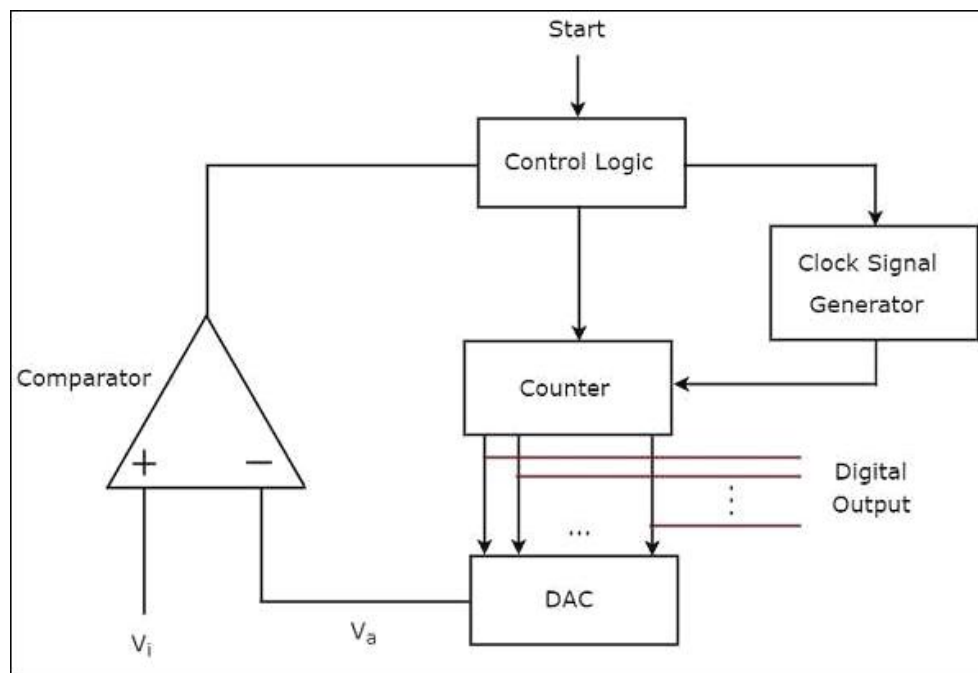 Start
Control Logic
Clock Signal
Generator
Comparator
Counter
+
−
Digital
Output
...
...
DAC
Va
Vi